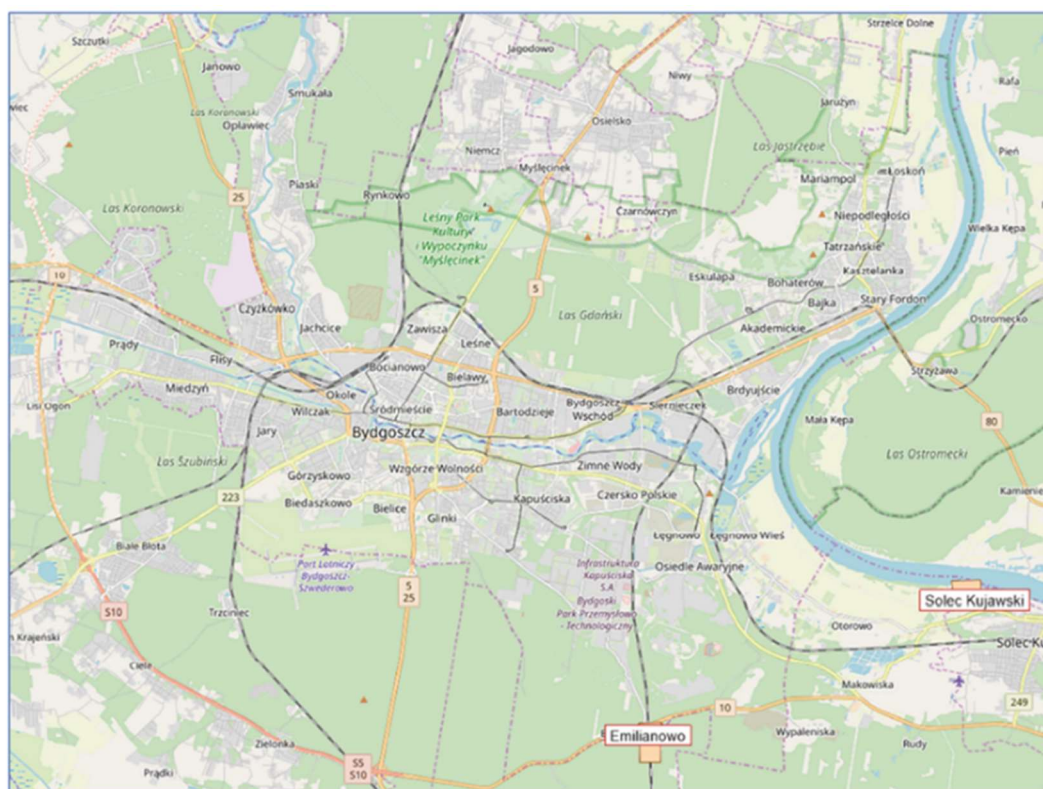 Strzelce Dolne
Szczutki
Jagodowo
Janowo
Niwy
Rafa
Smukała
Jarużyn
Las Koronowski
Opławiec
Osielsko
Niemcz
Las Jastrzębie
Pień
Myślęcinek
Piaski
Rynkowo
Mariampol
Łoskoń
25
Las Koronowski
Leśny Park
Kultury
i Wypoczynku
"Myślęcinek"
Czarnówczyn
Niepodległości
Wielka Kępa
Tatrzańskie
10
5
Eskulapa
Bohaterów
Kasztelanka
Czyżkówko
Bajka
Stary Fordon
Jachcice
Zawisza
Las Gdański
Akademickie
Ostromecko
Prądy
Flisy
Leśne
Strzyżawa
Miedzyń
Bocianowo
Bielawy
Brdyujście
Okole
Lisi Ogon
Wilczak
Śródmieście
Bartodzieje
Bydgoszcz
Wschód
Siernieczek
Mała Kępa
80
Jary
Bydgoszcz
Las Szubiński
Wzgórze Wolności
Zimne Wody
Las Ostromecki
Górzyskowo
223
Biedaszkowo
Kapuściska
Czersko Polskie
Kamienie
Bielice
Glinki
Białe Błota
Łęgnowo
Łęgnowo Wieś
Port Lotniczy
Bydgoszcz-
Szwederowo
5
25
Infrastruktura
Kapuściska
S.A.
Bydgoski
Park Przemysłowo
- Technologiczny
Osiedle Awaryjne
S10
Trzciniec
Solec Kujawski
Otorowo
n Krajeński
Solec Ku
Ciele
Makowiska
249
10
Emilianowo
Wypaleniska
Zielonka
Rudy
S5
S10
Prądki